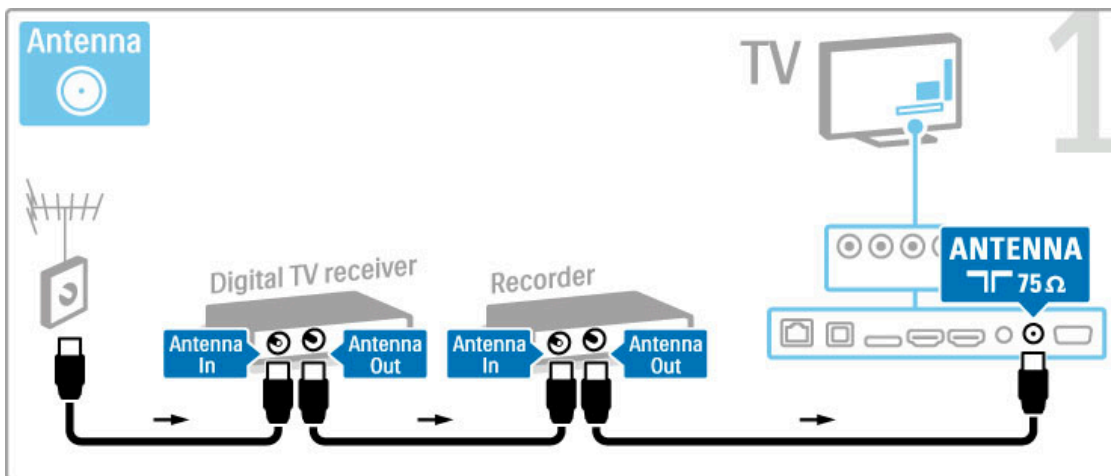 Antenna
TV
1
Digital TV receiver
Recorder
Antenna
In
Antenna
Out
Antenna
In
Antenna
Out
ANTENNA
75 Ω